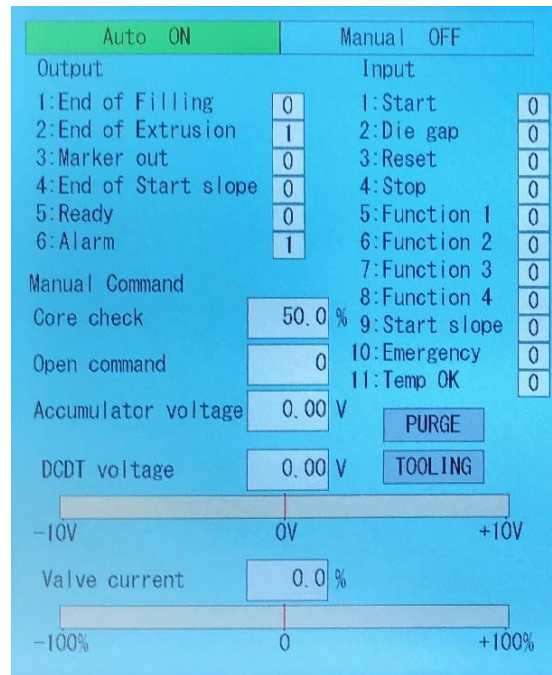 Auto ON Manual OFF
Output Input
1:End of Filling 0 1:Start 0
2:End of Extrusion 1 2:Die gap 0
3:Marker out 0 3:Reset 0
4:End of Start slope 0 4:Stop 0
5:Ready 0 5:Function 1 0
6:Alarm 1 6:Function 2 0
7:Function 3 0
Manual Command 8:Function 4 0
Core check 50.0 % 9:Start slope 0
Open command 0 10:Emergency 0
11:Temp OK 0
Accumulator voltage 0.00 V PURGE
DCDT voltage 0.00 V TOOLING
-10V 0V +10V
Valve current 0.0 %
-100% 0 +100%